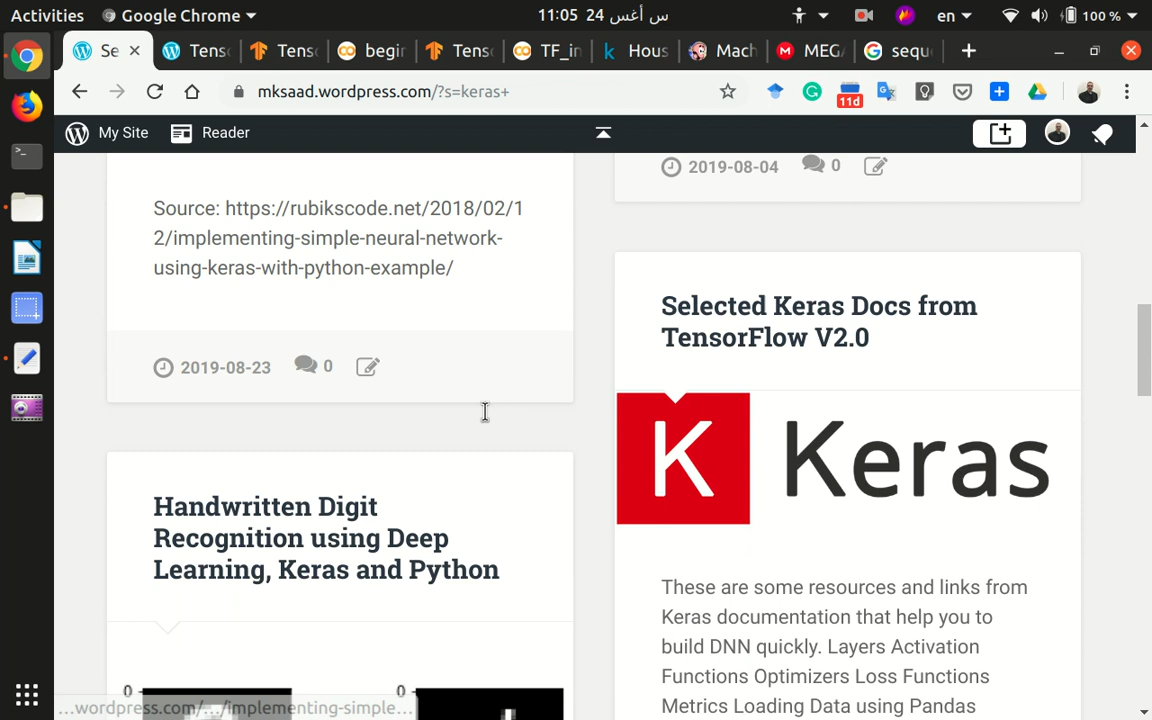 Activities
Google Chrome
11:05 24 س أغس
en
100 %
Se
Tenso
Tens
begir
Tens
TF_in
Hous
Mach
MEGA
sequ
mksaad.wordpress.com/?s=keras+
11d
My Site
Reader
Source: https://rubikscode.net/2018/02/1
2/implementing-simple-neural-network-
using-keras-with-python-example/
2019-08-23
0
Handwritten Digit
Recognition using Deep
Learning, Keras and Python
0
0
2019-08-04
0
Selected Keras Docs from
TensorFlow V2.0
K Keras
These are some resources and links from
Keras documentation that help you to
build DNN quickly. Layers Activation
Functions Optimizers Loss Functions
Metrics Loading Data using Pandas
...wordpress.com/.../implementing-simple...